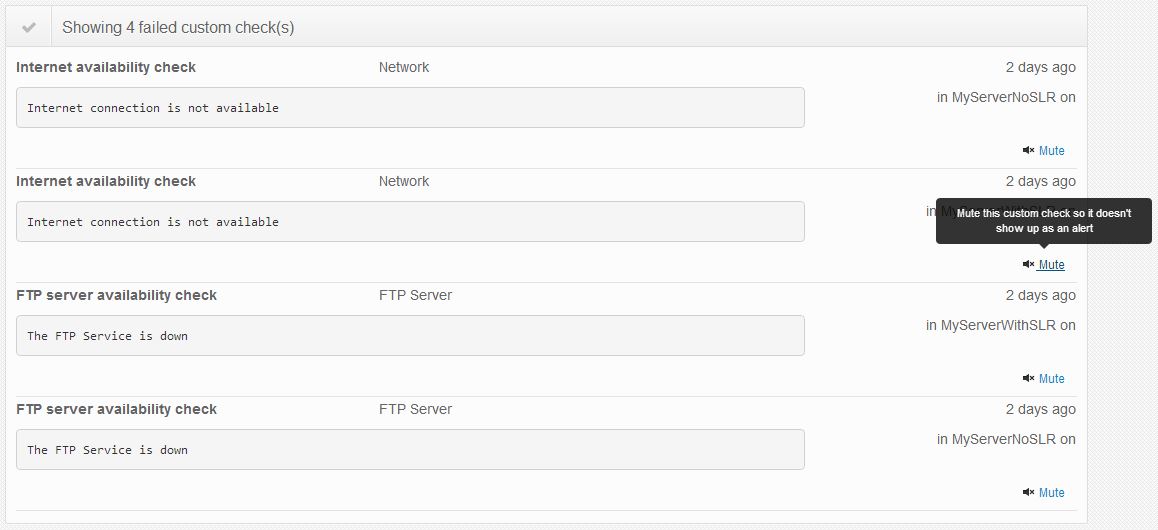 Showing 4 failed custom check(s)
Internet availability check Network 2 days ago
Internet connection is not available
in MyServerNoSLR on
Mute
Internet availability check Network 2 days ago
Internet connection is not available
in MyServerWithSLR on
Mute this custom check so it doesn't
show up as an alert
Mute
FTP server availability check FTP Server 2 days ago
The FTP Service is down
in MyServerWithSLR on
Mute
FTP server availability check FTP Server 2 days ago
The FTP Service is down
in MyServerNoSLR on
Mute